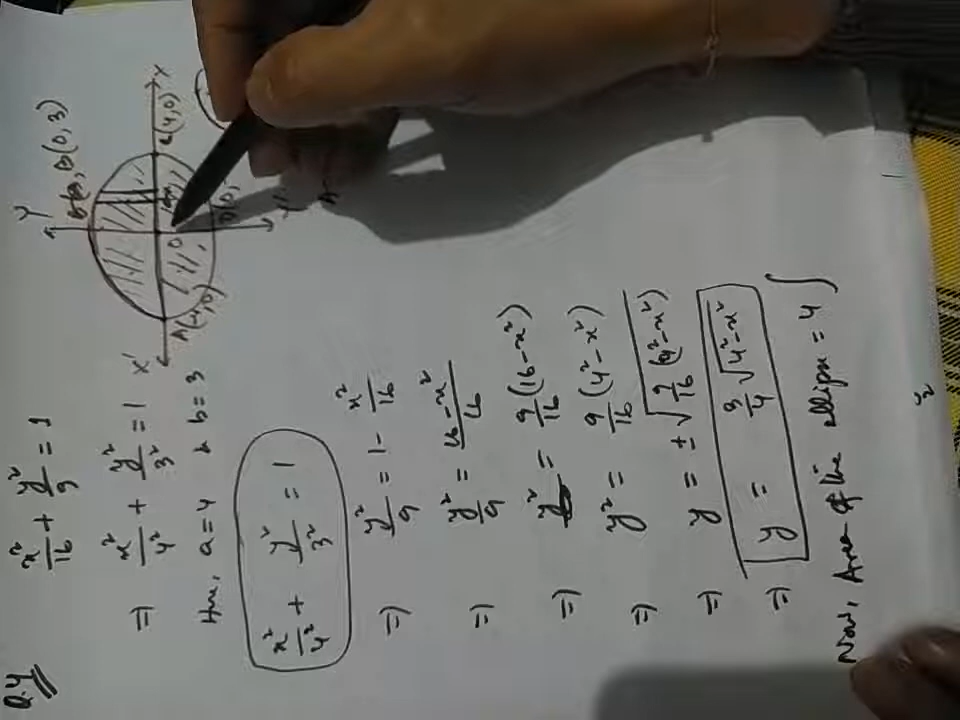 Q.4
x²/16 + y²/9 = 1
⇒ x²/4² + y²/3² = 1
Here, a = 4 & b = 3
x²/4² + y²/3² = 1
⇒ y²/9 = 1 - x²/16
⇒ y²/9 = (16 - x²)/16
⇒ y² = 9/16 (16 - x²)
⇒ y² = 9/16 (4² - x²)
⇒ y = ± √(9/16 (4² - x²))
⇒ y = 3/4 √(4² - x²)
Now, Area of the ellipse = 4 ∫
Y
B(0, 3)
X
(4, 0)
O
A(-4, 0)
X'
Y'